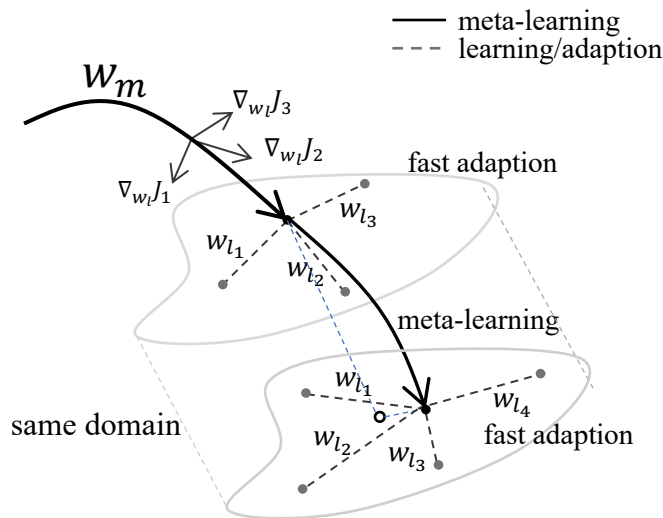 meta-learning
learning/adaption
w_m
∇_{w_l}J_3
∇_{w_l}J_2
∇_{w_l}J_1
fast adaption
w_{l_3}
w_{l_1}
w_{l_2}
meta-learning
w_{l_1}
w_{l_4}
same domain
w_{l_2}
w_{l_3}
fast adaption